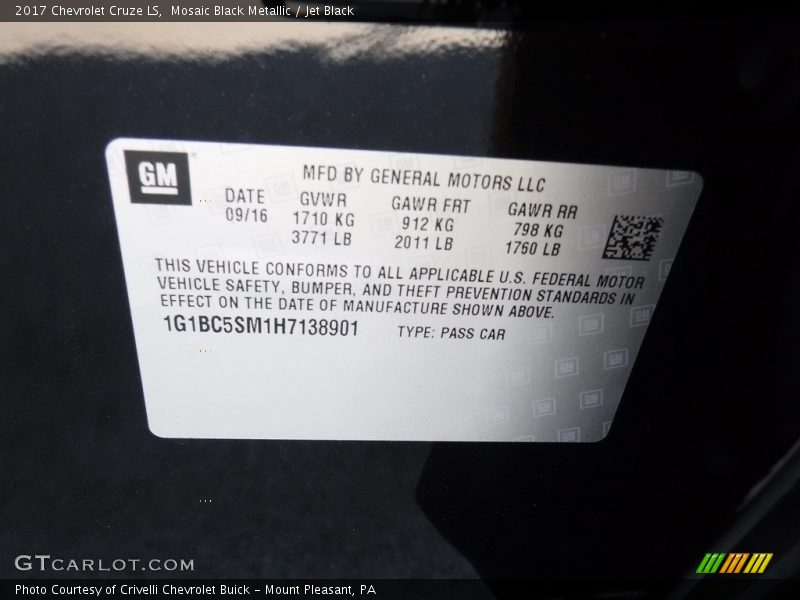 2017 Chevrolet Cruze LS, Mosaic Black Metallic / Jet Black
GM
MFD BY GENERAL MOTORS LLC
DATE GVWR GAWR FRT GAWR RR
09/16 1710 KG 912 KG 798 KG
3771 LB 2011 LB 1760 LB
THIS VEHICLE CONFORMS TO ALL APPLICABLE U.S. FEDERAL MOTOR
VEHICLE SAFETY, BUMPER, AND THEFT PREVENTION STANDARDS IN
EFFECT ON THE DATE OF MANUFACTURE SHOWN ABOVE.
1G1BC5SM1H7138901 TYPE: PASS CAR
GTCARLOT.COM
Photo Courtesy of Crivelli Chevrolet Buick - Mount Pleasant, PA